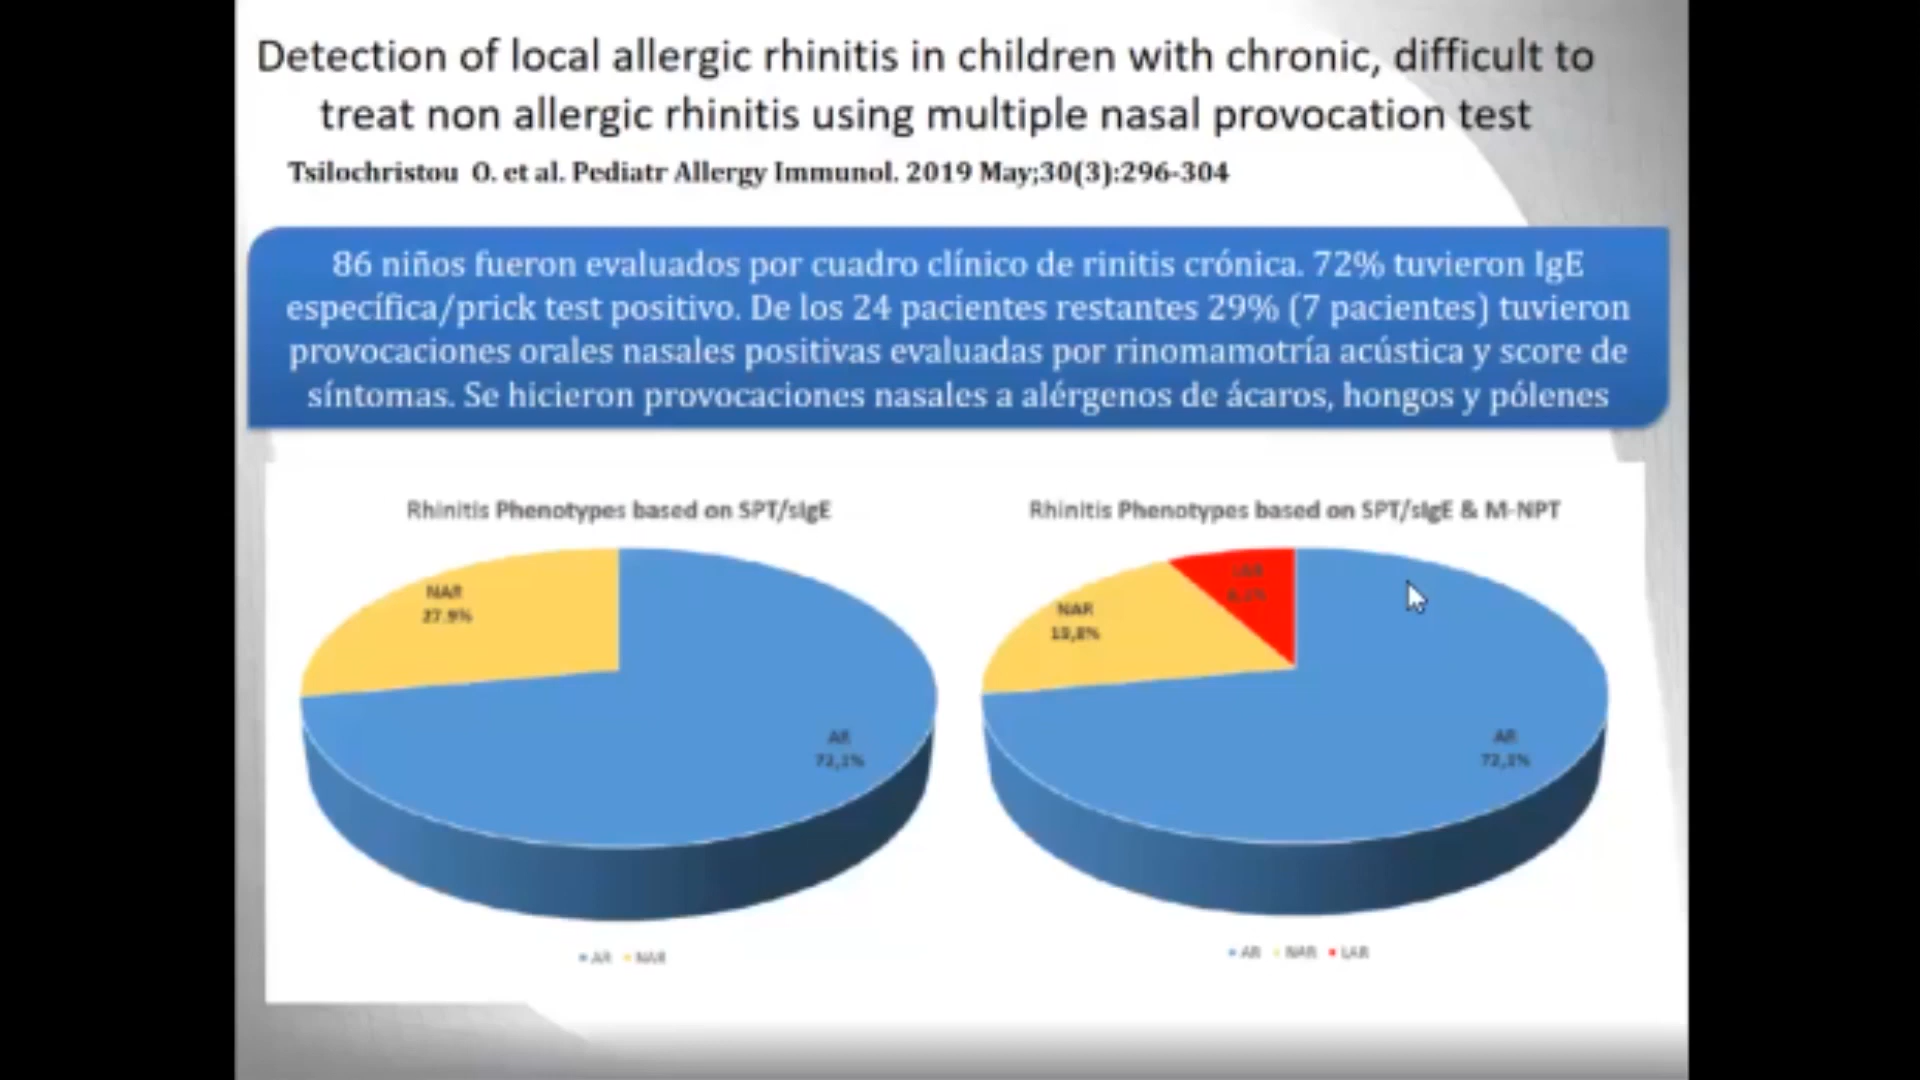 Detection of local allergic rhinitis in children with chronic, difficult to
treat non allergic rhinitis using multiple nasal provocation test
Tsilochristou O. et al. Pediatr Allergy Immunol. 2019 May;30(3):296-304
86 niños fueron evaluados por cuadro clínico de rinitis crónica. 72% tuvieron IgE
específica/prick test positivo. De los 24 pacientes restantes 29% (7 pacientes) tuvieron
provocaciones orales nasales positivas evaluadas por rinomamotría acústica y score de
síntomas. Se hicieron provocaciones nasales a alérgenos de ácaros, hongos y pólenes
Rhinitis Phenotypes based on SPT/sIgE
NAR
27.9%
AR
72,1%
AR NAR
Rhinitis Phenotypes based on SPT/sIgE & M-NPT
NAR
AR
72,1%
AR NAR LAR